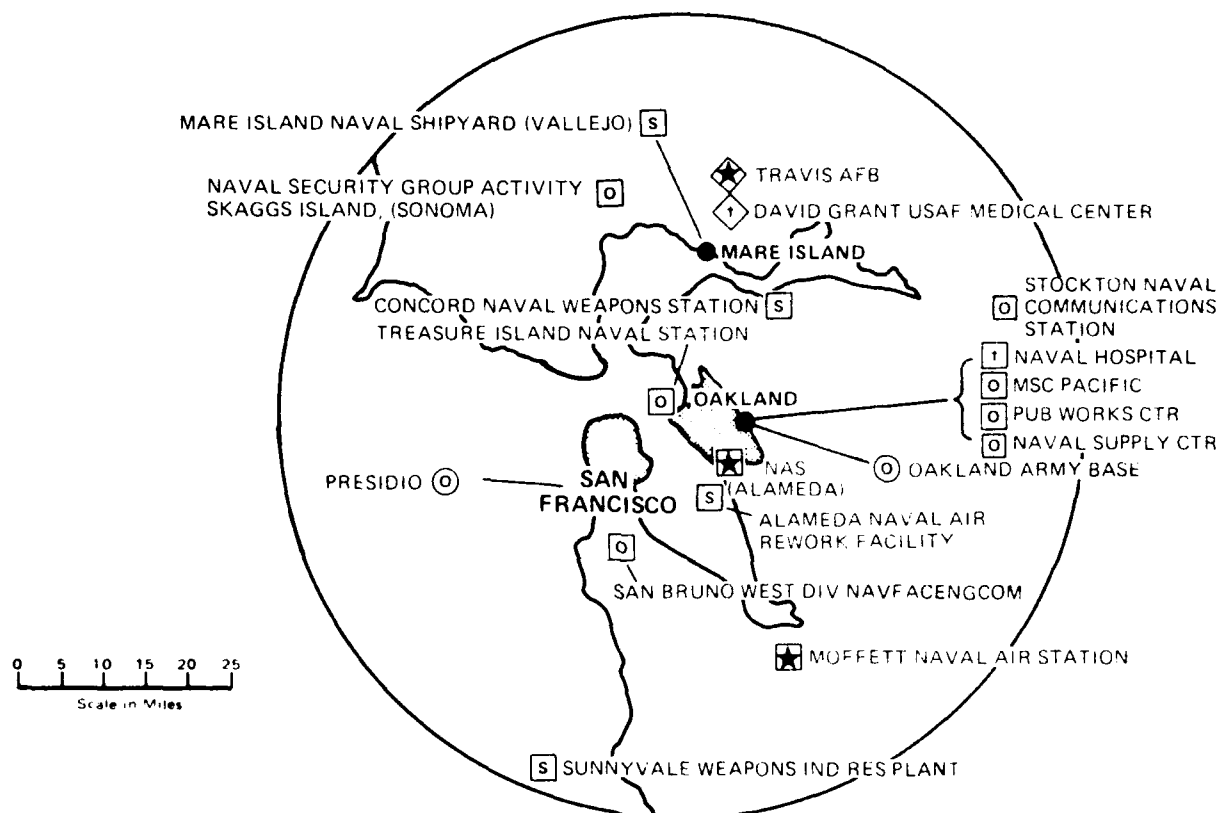 MARE ISLAND NAVAL SHIPYARD (VALLEJO) S
TRAVIS AFB
NAVAL SECURITY GROUP ACTIVITY O
SKAGGS ISLAND, (SONOMA)
† DAVID GRANT USAF MEDICAL CENTER
MARE ISLAND
CONCORD NAVAL WEAPONS STATION S
TREASURE ISLAND NAVAL STATION
O
STOCKTON NAVAL
O COMMUNICATIONS
STATION
† NAVAL HOSPITAL
O MSC PACIFIC
O PUB WORKS CTR
O NAVAL SUPPLY CTR
OAKLAND
O OAKLAND ARMY BASE
NAS
(ALAMEDA)
S
ALAMEDA NAVAL AIR
REWORK FACILITY
PRESIDIO O
SAN
FRANCISCO
O
SAN BRUNO WEST DIV NAVFACENGCOM
MOFFETT NAVAL AIR STATION
0 5 10 15 20 25
Scale in Miles
S SUNNYVALE WEAPONS IND RES PLANT